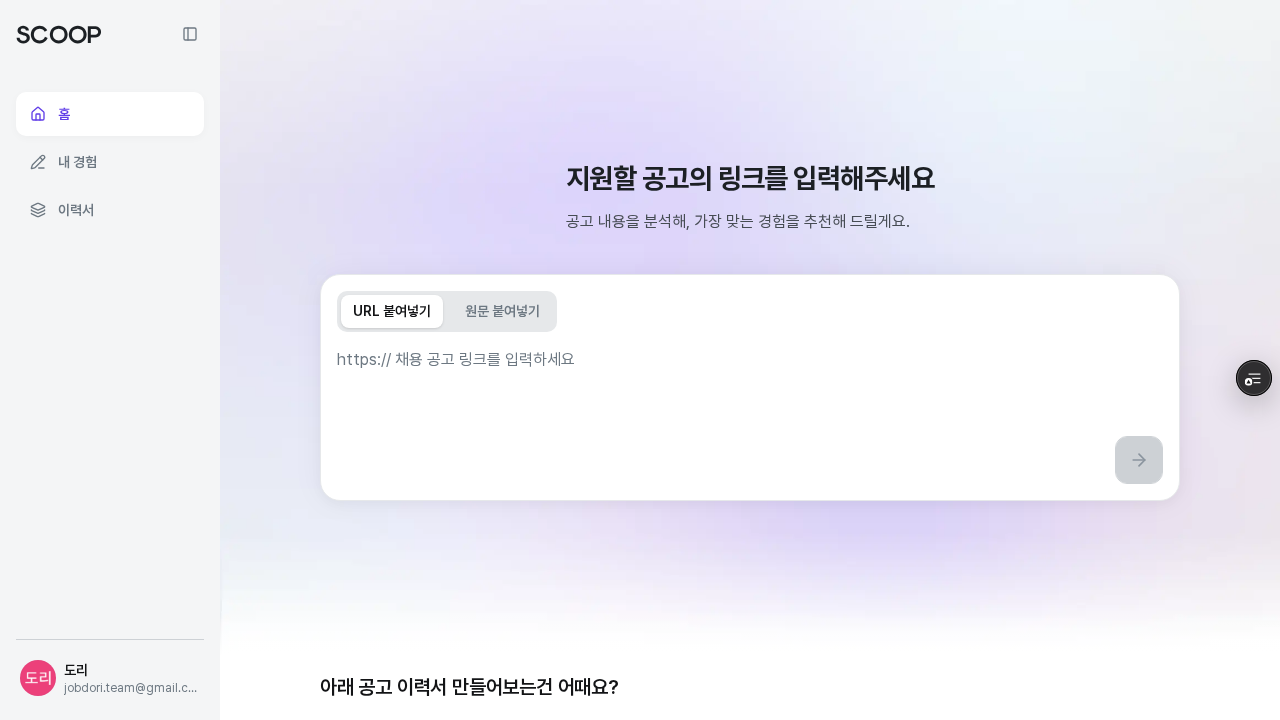 SCOOP
홈
내 경험
이력서
도리
도리
jobdori.team@gmail.c...
지원할 공고의 링크를 입력해주세요
공고 내용을 분석해, 가장 맞는 경험을 추천해 드릴게요.
URL 붙여넣기
원문 붙여넣기
https:// 채용 공고 링크를 입력하세요
아래 공고 이력서 만들어보는건 어때요?